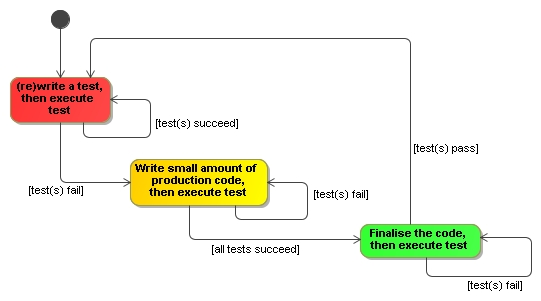 (re)write a test,
then execute
test
[test(s) succeed]
[test(s) pass]
Write small amount of
production code,
then execute test
[test(s) fail]
[test(s) fail]
Finalise the code,
then execute test
[all tests succeed]
[test(s) fail]